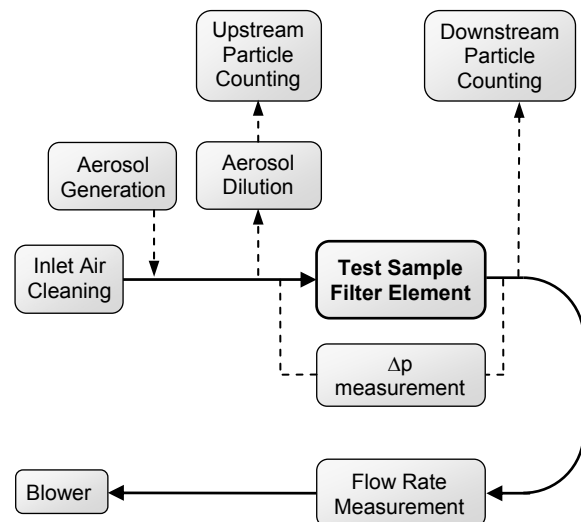 Upstream
Particle
Counting
Downstream
Particle
Counting
Aerosol
Generation
Aerosol
Dilution
Inlet Air
Cleaning
Test Sample
Filter Element
Δp
measurement
Blower
Flow Rate
Measurement